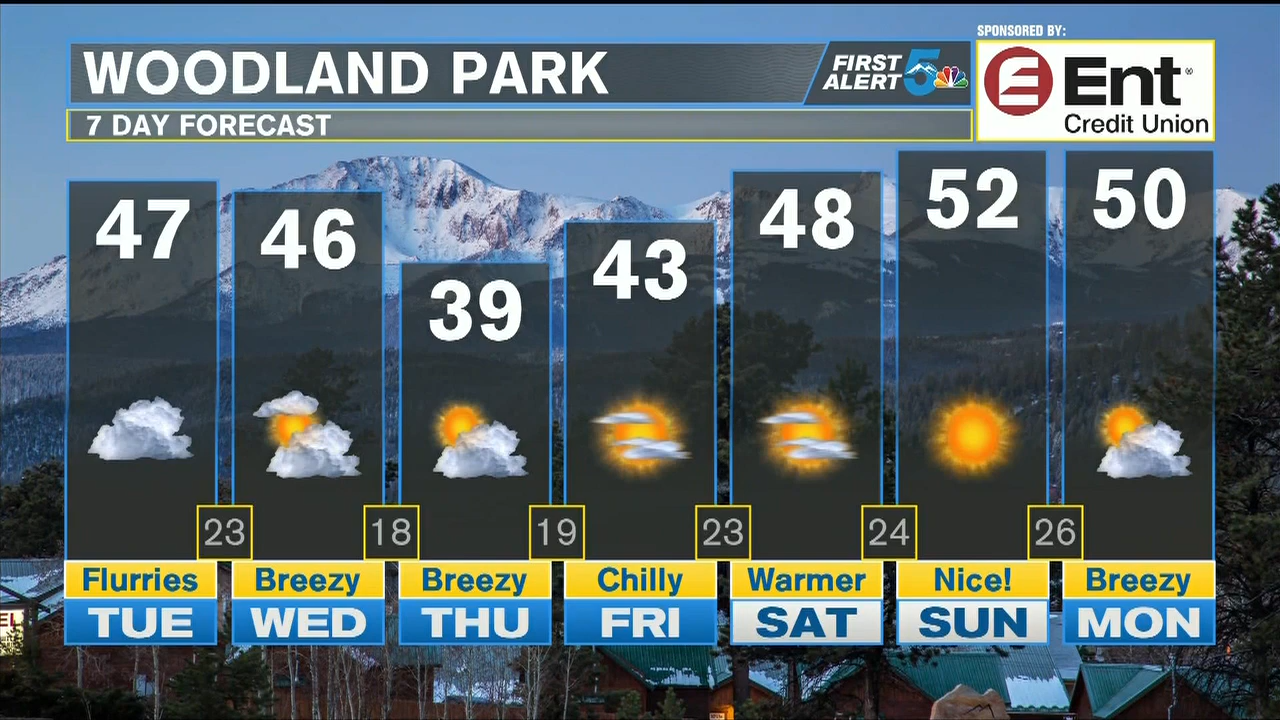 SPONSORED BY:
WOODLAND PARK
FIRST
ALERT 5
Ent
Credit Union
7 DAY FORECAST
47 46 39 43 48 52 50
23 18 19 23 24 26
Flurries Breezy Breezy Chilly Warmer Nice! Breezy
TUE WED THU FRI SAT SUN MON